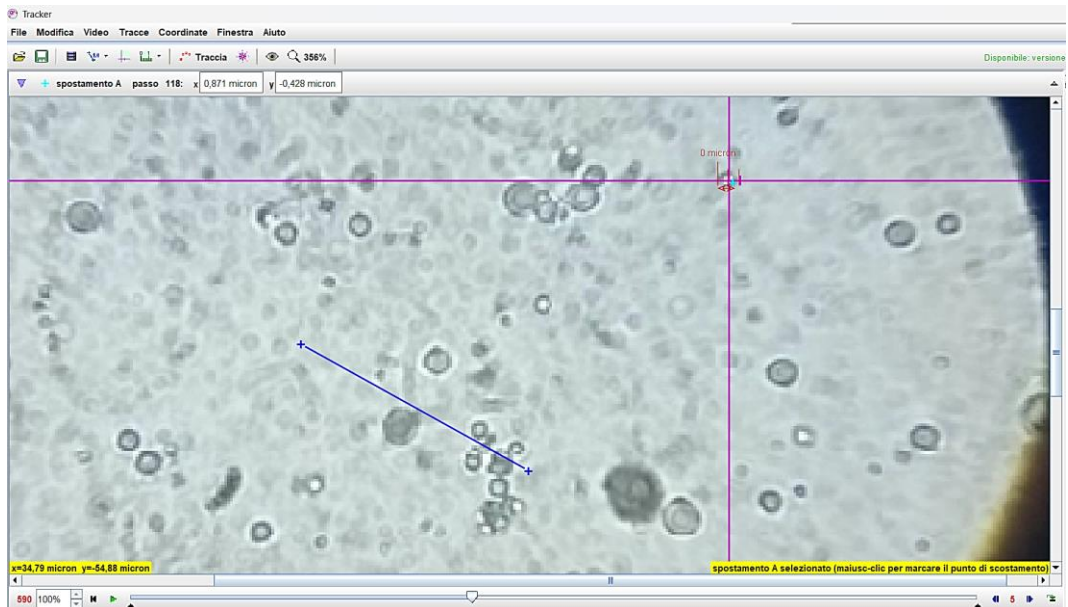 Tracker
File Modifica Video Tracce Coordinate Finestra Aiuto
Traccia 356%
Disponibile: versione
spostamento A passo 118: x 0,871 micron y -0,428 micron
0 micron
x=34,79 micron y=-54,88 micron
spostamento A selezionato (maiusc-clic per marcare il punto di scostamento)
590 100% 5